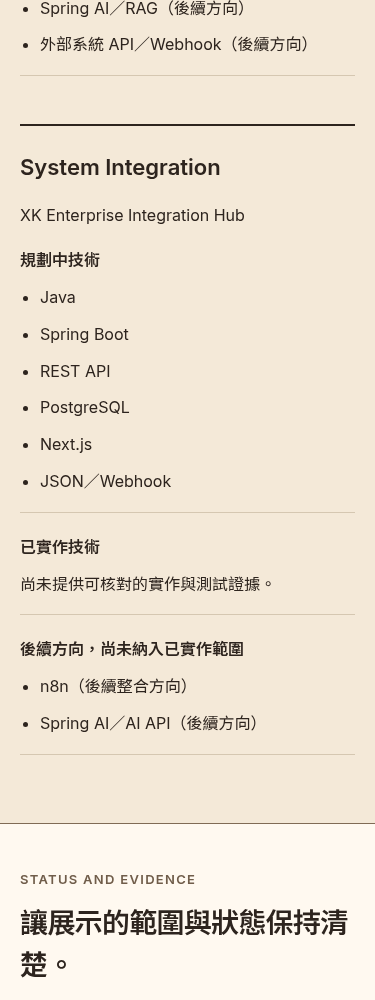 • Spring AI／RAG（後續方向）
• 外部系統 API／Webhook（後續方向）
System Integration
XK Enterprise Integration Hub
規劃中技術
• Java
• Spring Boot
• REST API
• PostgreSQL
• Next.js
• JSON／Webhook
已實作技術
尚未提供可核對的實作與測試證據。
後續方向，尚未納入已實作範圍
• n8n（後續整合方向）
• Spring AI／AI API（後續方向）
STATUS AND EVIDENCE
讓展示的範圍與狀態保持清
楚。